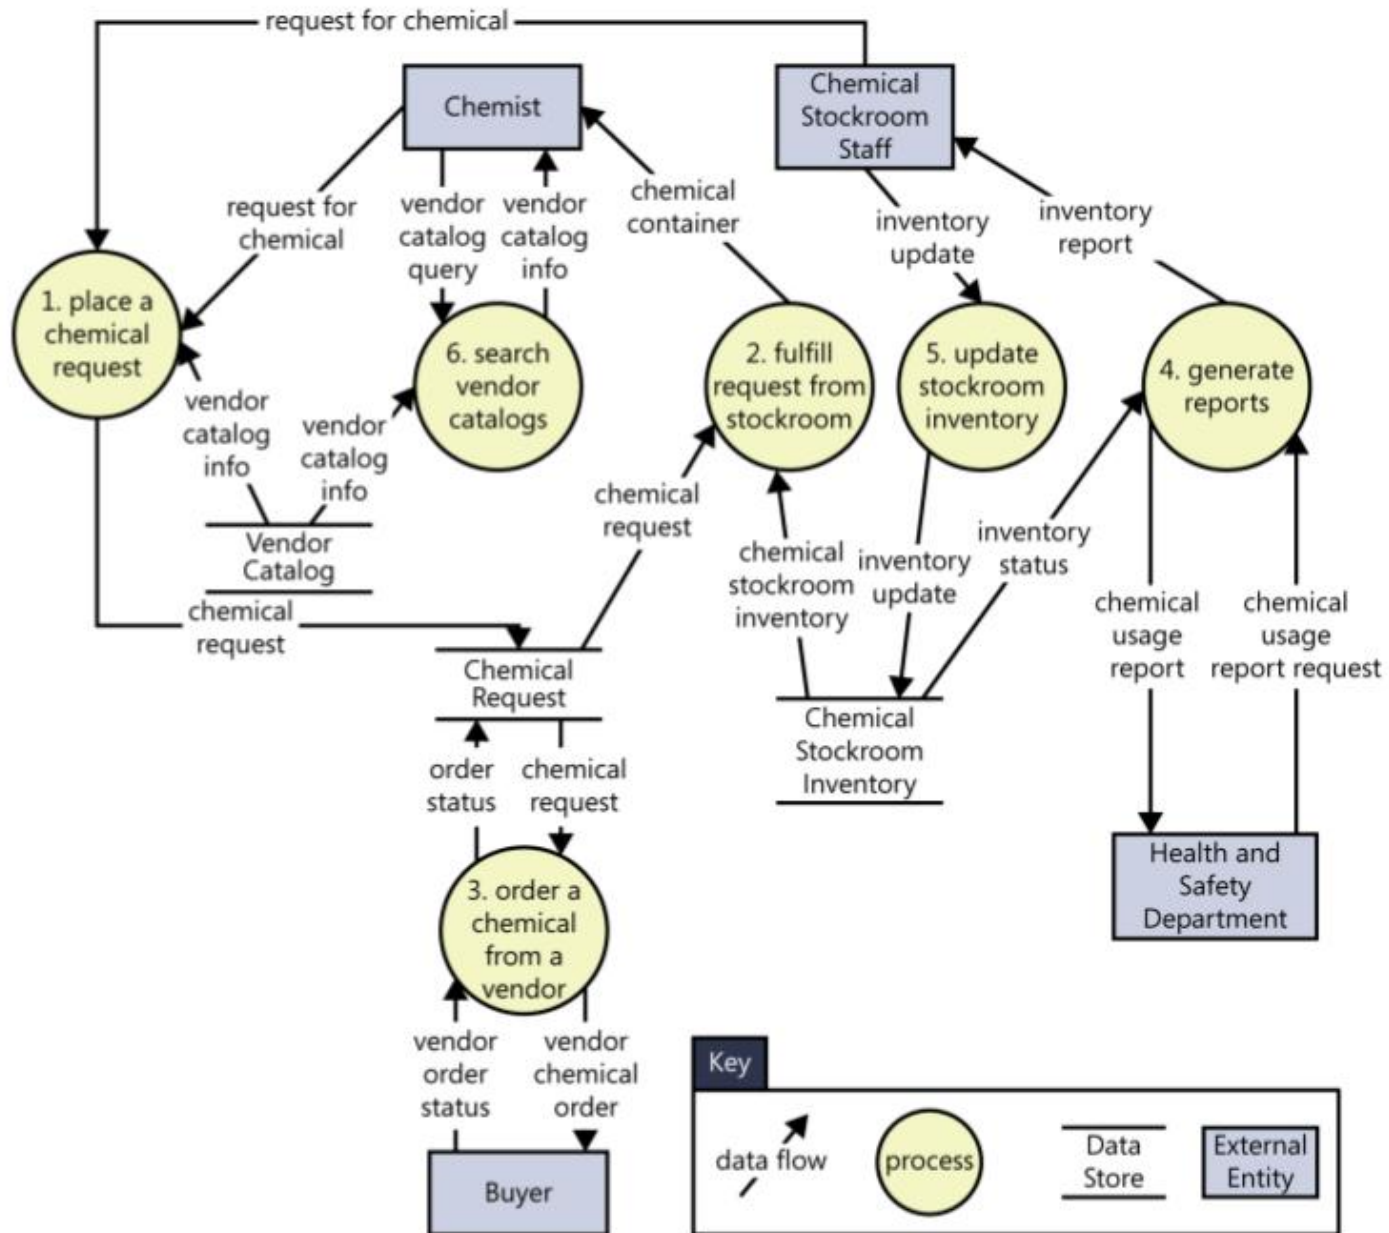 request for chemical
Chemist
Chemical
Stockroom
Staff
request for
chemical
vendor
catalog
query
vendor
catalog
info
chemical
container
inventory
update
inventory
report
1. place a
chemical
request
6. search
vendor
catalogs
2. fulfill
request from
stockroom
5. update
stockroom
inventory
4. generate
reports
vendor
catalog
info
vendor
catalog
info
Vendor
Catalog
chemical
request
chemical
request
chemical
stockroom
inventory
inventory
update
inventory
status
chemical
usage
report
chemical
usage
report request
Chemical
Request
Chemical
Stockroom
Inventory
order
status
chemical
request
Health and
Safety
Department
3. order a
chemical
from a
vendor
vendor
order
status
vendor
chemical
order
Buyer
Key
data flow
process
Data
Store
External
Entity